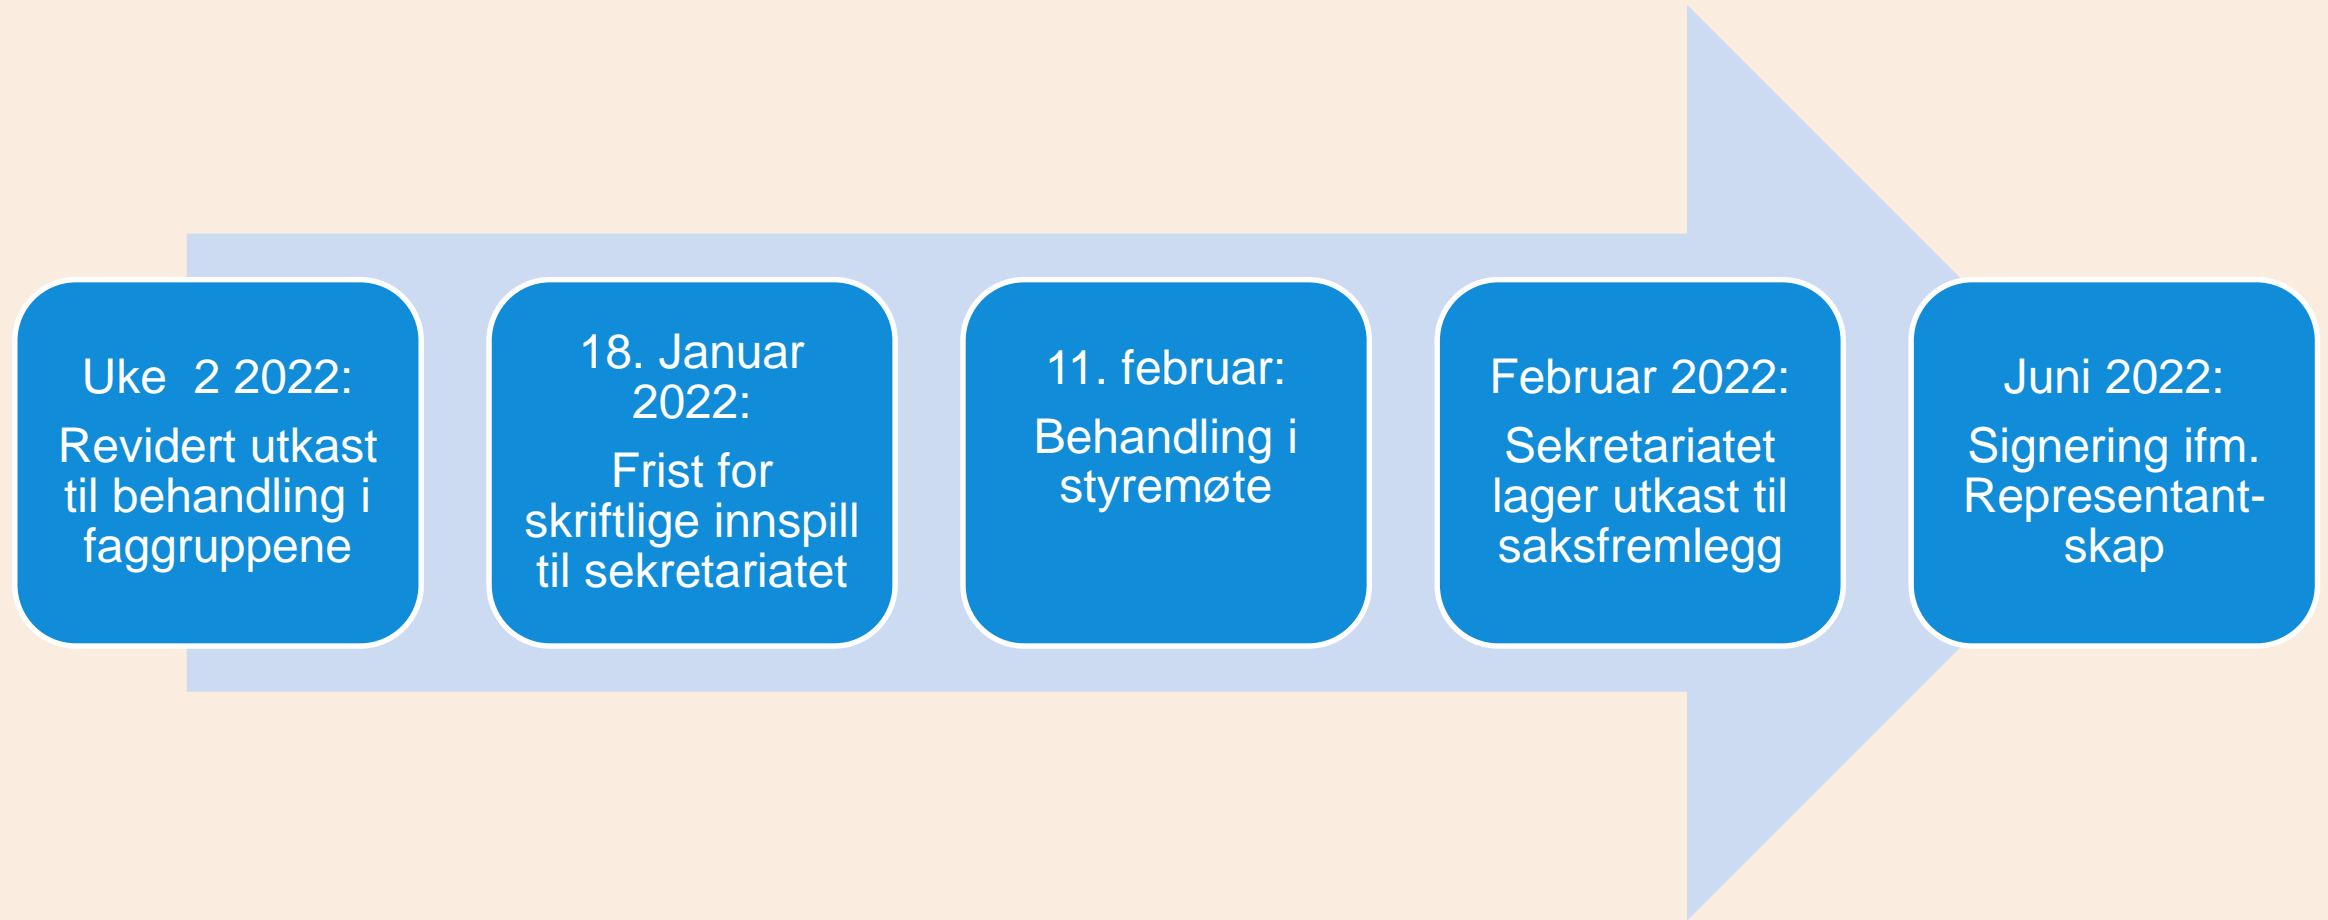 Uke  2 2022:
Revidert utkast
til behandling i
faggruppene
18. Januar
2022:
Frist for
skriftlige innspill
til sekretariatet
11. februar:
Behandling i
styremøte
Februar 2022:
Sekretariatet
lager utkast til
saksfremlegg
Juni 2022:
Signering ifm.
Representant-
skap